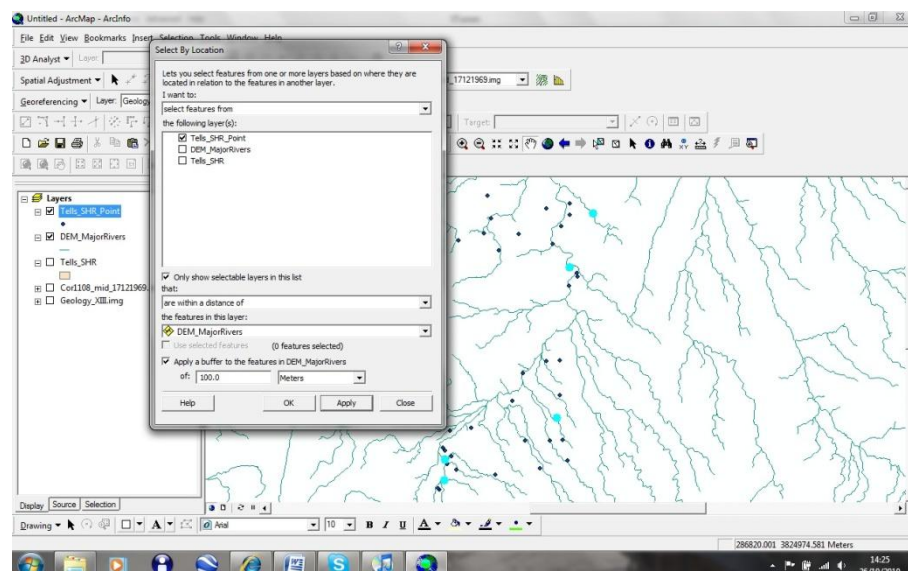 Untitled - ArcMap - ArcInfo
File Edit View Bookmarks Insert Selection Tools Window Help
3D Analyst Layer:
Spatial Adjustment
_17121969.img
Georeferencing Layer: Geology
Target:
Select By Location
Lets you select features from one or more layers based on where they are
located in relation to the features in another layer.
I want to:
select features from
the following layer(s):
Tells_SHR_Point
DEM_MajorRivers
Tells_SHR
Only show selectable layers in this list
that:
are within a distance of
the features in this layer:
DEM_MajorRivers
Use selected features (0 features selected)
Apply a buffer to the features in DEM_MajorRivers
of: 100.0 Meters
Help OK Apply Close
Layers
Tells_SHR_Point
DEM_MajorRivers
Tells_SHR
Cor1108_mid_17121969.
Geology_XIII.img
Display Source Selection
Drawing A Arial 10 B I U A
286820.001 3824974.581 Meters
14:25
26/10/2010